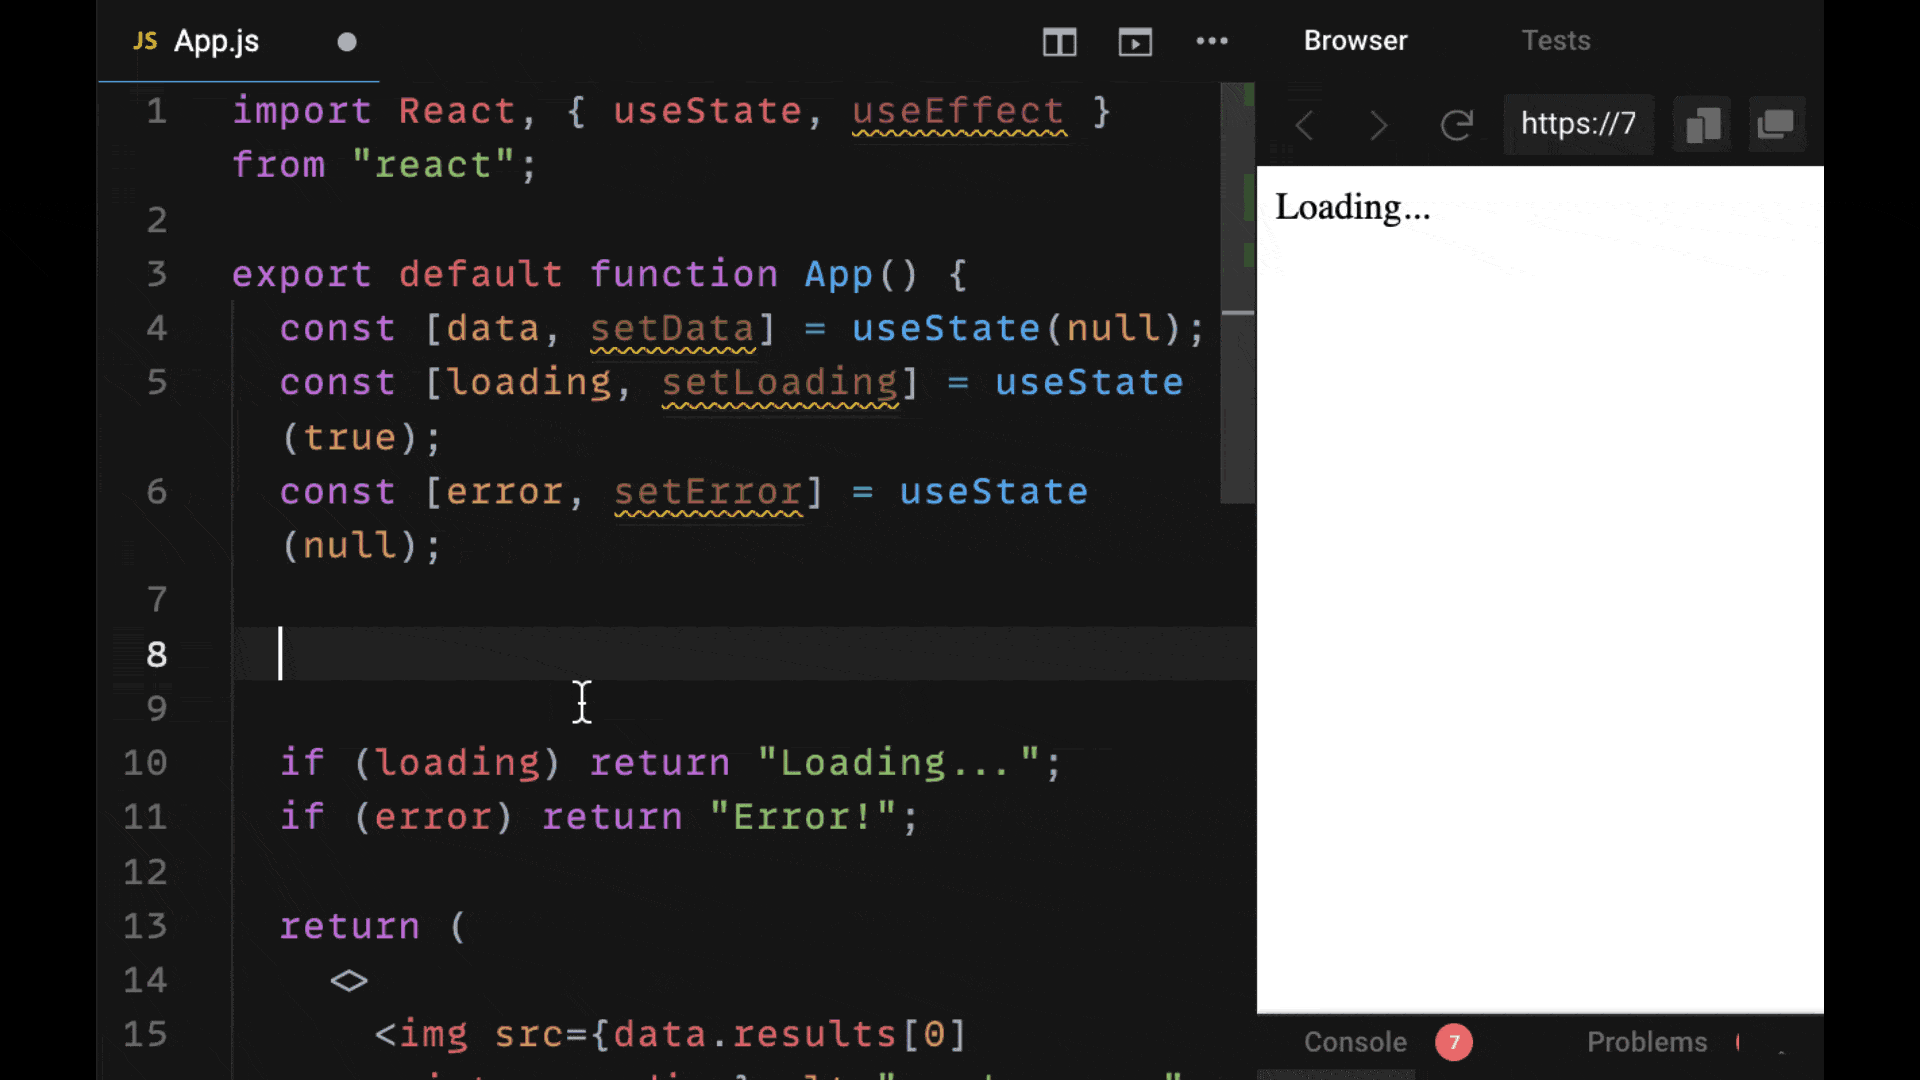 JS App.js
Browser Tests
https://7
1 import React, { useState, useEffect }
from "react";
2
3 export default function App() {
4 const [data, setData] = useState(null);
5 const [loading, setLoading] = useState
(true);
6 const [error, setError] = useState
(null);
7
8
9
10 if (loading) return "Loading...";
11 if (error) return "Error!";
12
13 return (
14 <>
15 <img src={data.results[0]
Loading...
Console 7 Problems